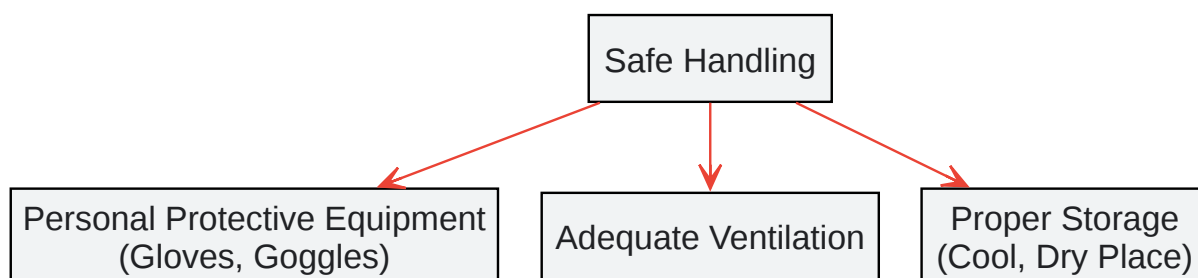 Safe Handling
Personal Protective Equipment
(Gloves, Goggles)
Adequate Ventilation
Proper Storage
(Cool, Dry Place)